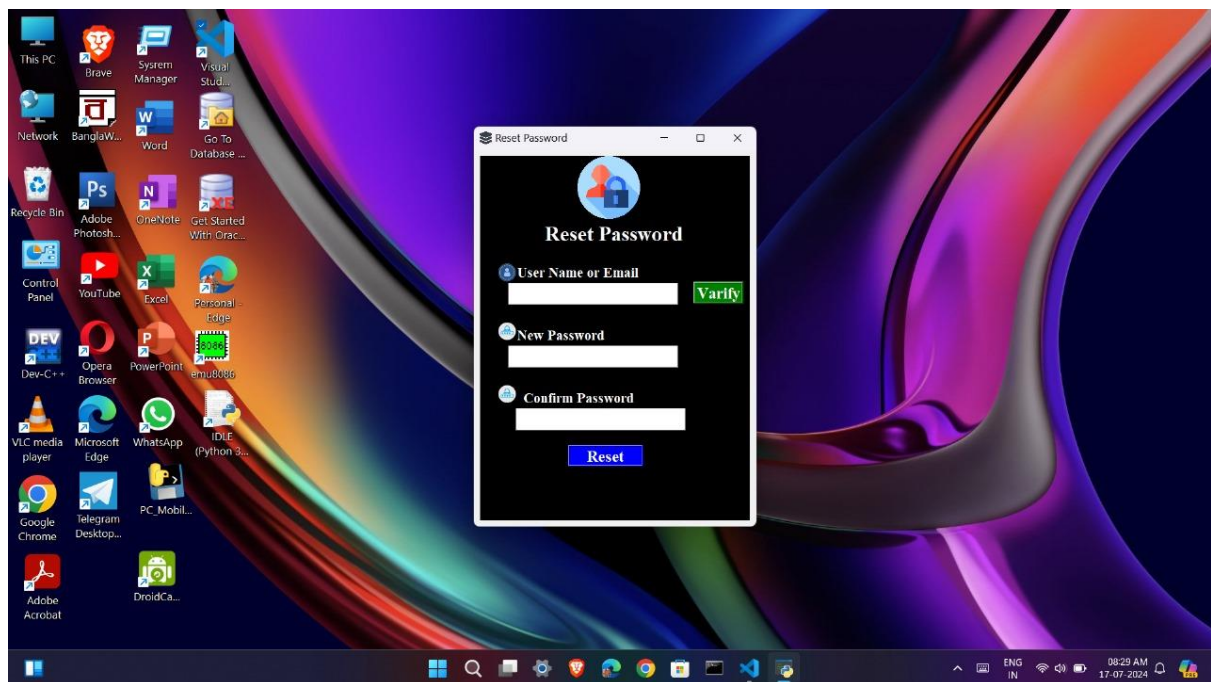 This PC
Brave
Sysrem
Manager
Visual
Stud...
Network
BanglaW...
Word
Go To
Database ...
Recycle Bin
Adobe
Photosh...
OneNote
Get Started
With Orac...
Control
Panel
YouTube
Excel
Personal -
Edge
DEV
C++
Dev-C++
Opera
Browser
PowerPoint
8086
emu8086
VLC media
player
Microsoft
Edge
WhatsApp
IDLE
(Python 3...
Google
Chrome
Telegram
Desktop...
PC_Mobil...
Adobe
Acrobat
DroidCa...
Reset Password
Reset Password
User Name or Email
Varify
New Password
Confirm Password
Reset
ENG
IN
08:29 AM
17-07-2024